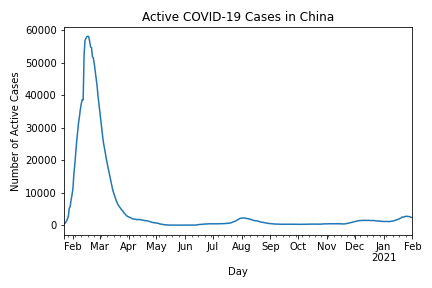 Active COVID-19 Cases in China
Number of Active Cases
60000
50000
40000
30000
20000
10000
0
Feb Mar Apr May Jun Jul Aug Sep Oct Nov Dec Jan Feb
2021
Day